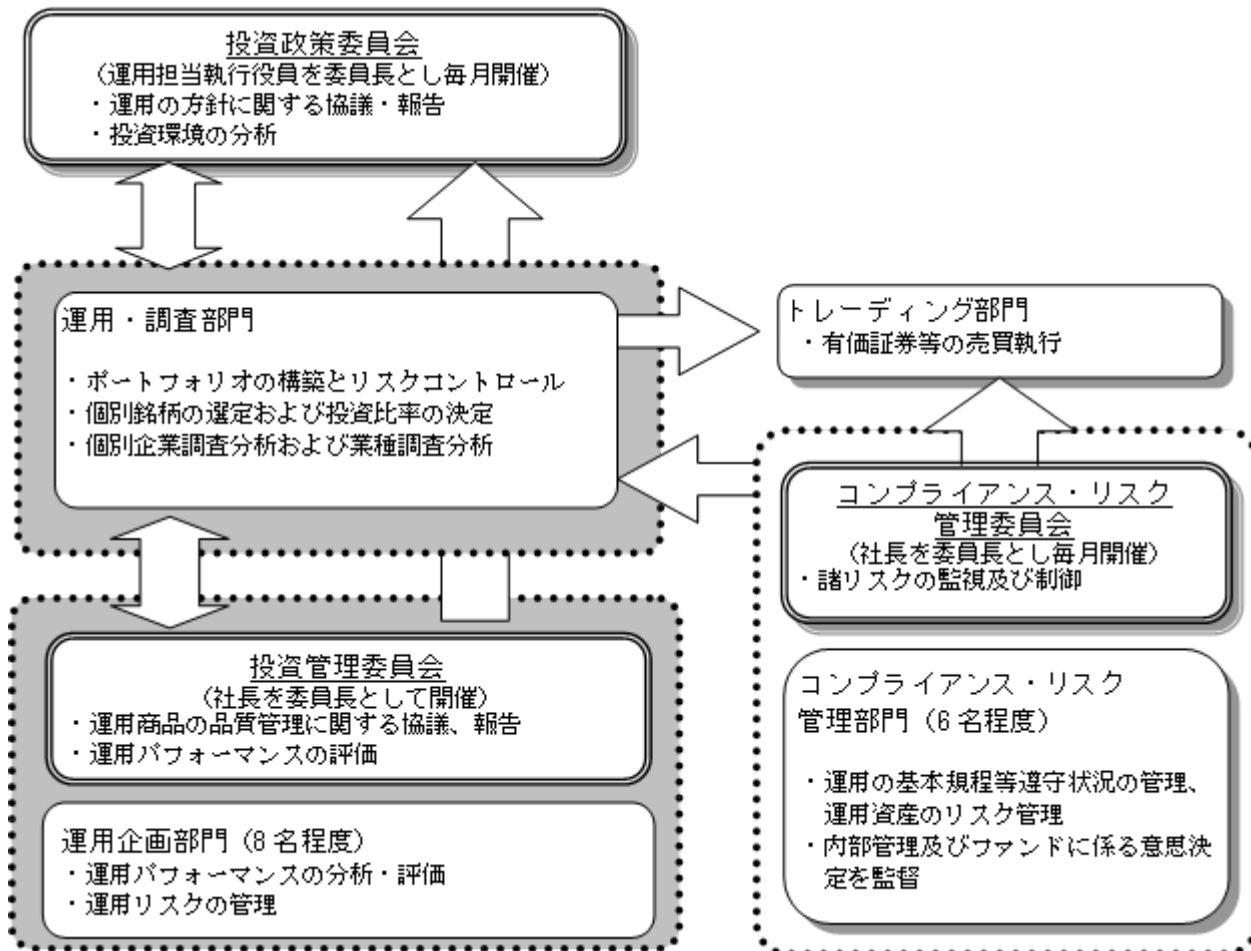 投資政策委員会
(運用担当執行役員を委員長とし毎月開催)
・運用の方針に関する協議・報告
・投資環境の分析
運用・調査部門
・ポートフォリオの構築とリスクコントロール
・個別銘柄の選定および投資比率の決定
・個別企業調査分析および業種調査分析
トレーディング部門
・有価証券等の売買執行
コンプライアンス・リスク
管理委員会
(社長を委員長とし毎月開催)
・諸リスクの監視及び制御
投資管理委員会
(社長を委員長として開催)
・運用商品の品質管理に関する協議、報告
・運用パフォーマンスの評価
運用企画部門(8名程度)
・運用パフォーマンスの分析・評価
・運用リスクの管理
コンプライアンス・リスク
管理部門(6名程度)
・運用の基本規程等遵守状況の管理、
運用資産のリスク管理
・内部管理及びファンドに係る意思決
定を監督